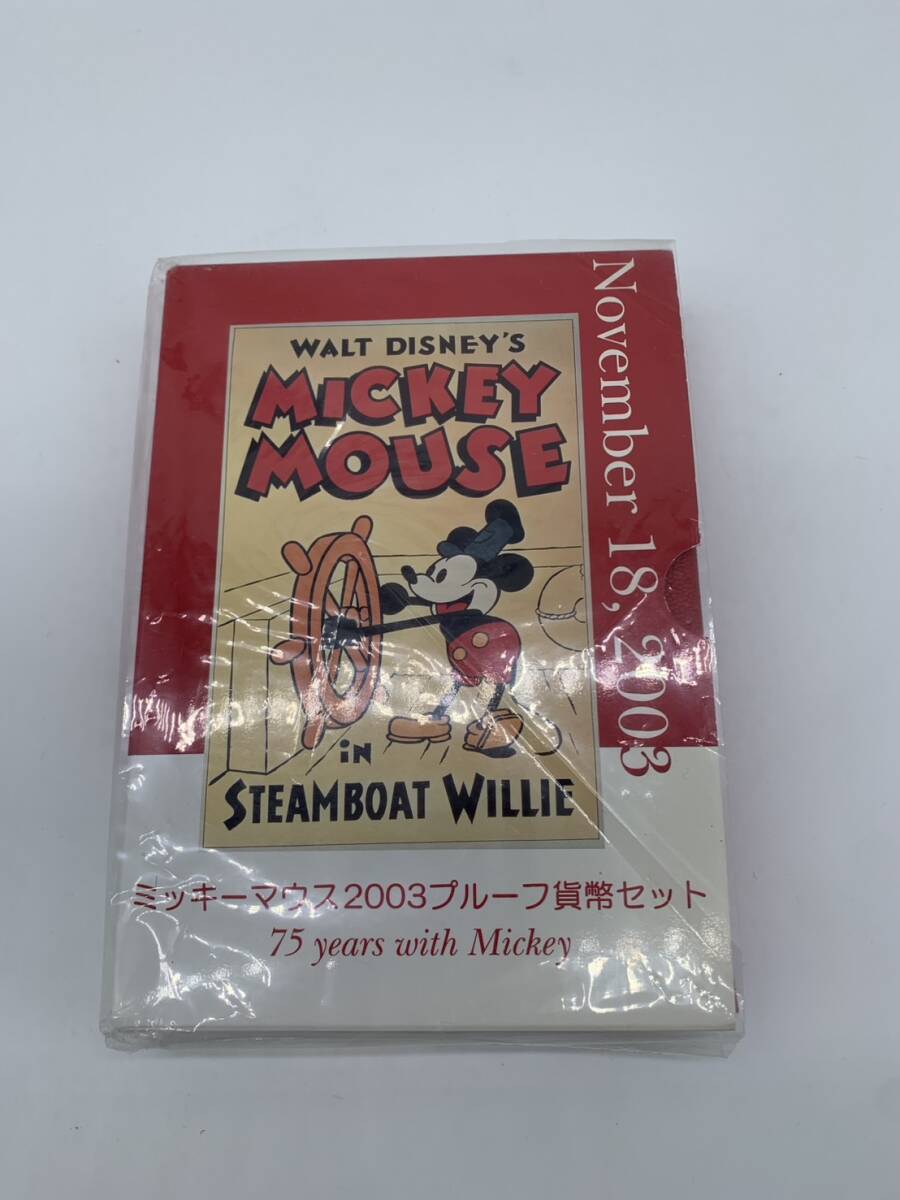 WALT DISNEY'S
MICKEY
MOUSE
iN
STEAMBOAT WILLIE
November 18, 2003
ミッキーマウス2003プルーフ貨幣セット
75 years with Mickey